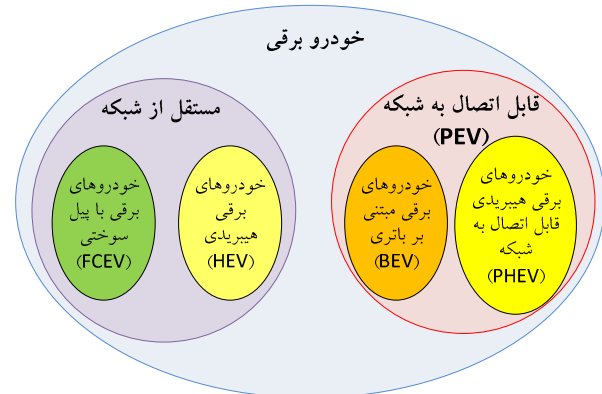 خودرو برقی
قابل اتصال به شبکه
(PEV)
خودروهای
برقی هیبریدی
قابل اتصال به
شبکه
(PHEV)
خودروهای
برقی مبتنی
بر باتری
(BEV)
مستقل از شبکه
خودروهای
برقی
هیبریدی
(HEV)
خودروهای
برقی با پیل
سوختی
(FCEV)